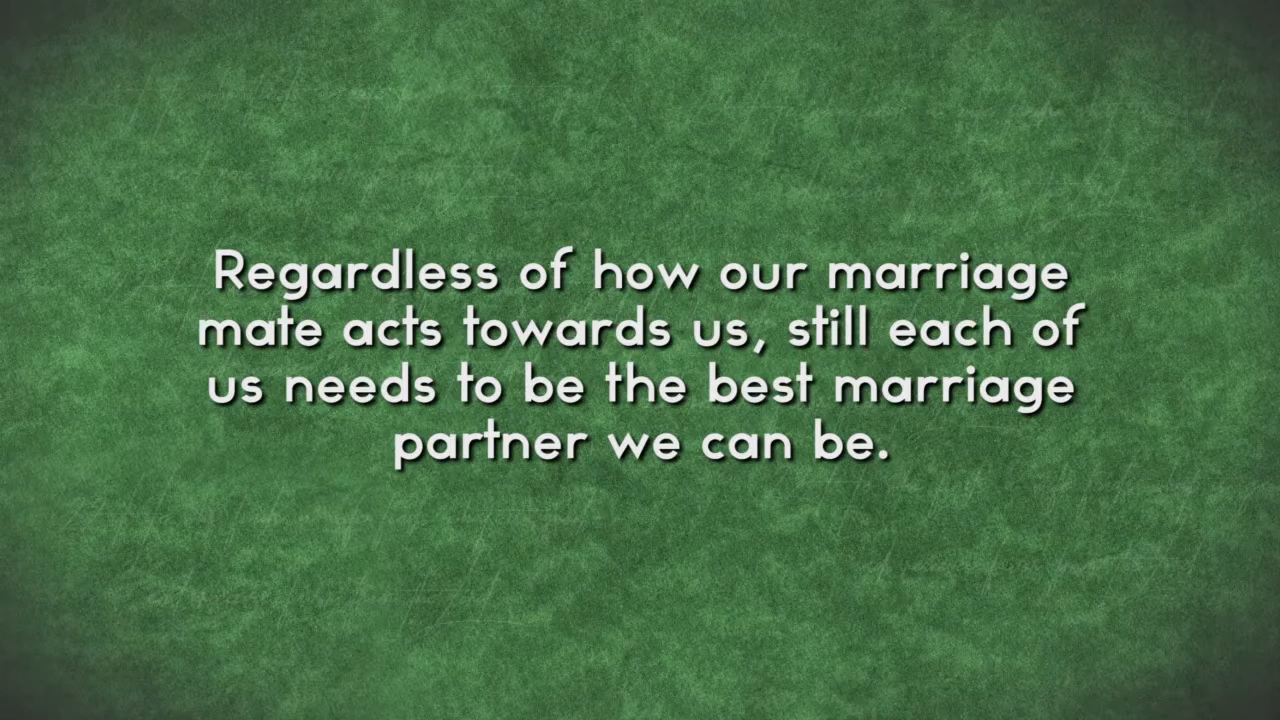 Regardless of how our marriage
mate acts towards us, still each of
us needs to be the best marriage
partner we can be.